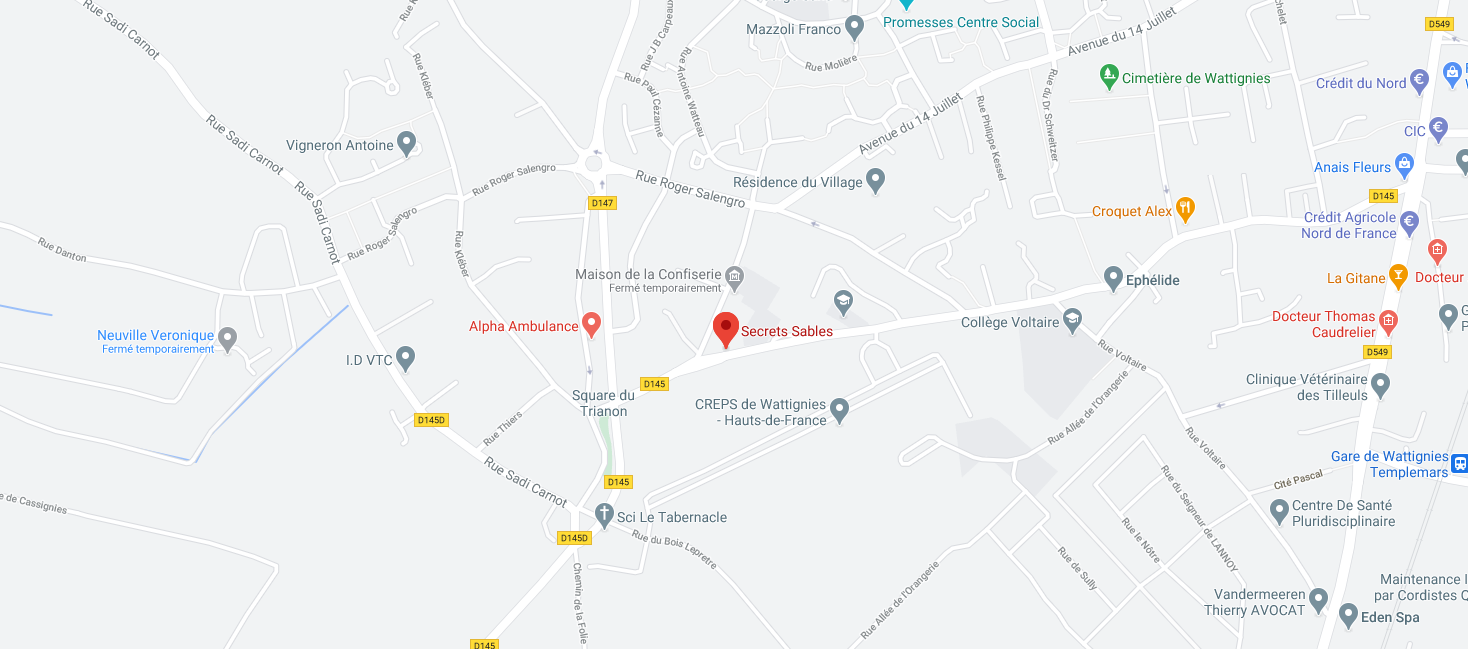 Rue Sadi Carnot
Rue Kléber
Rue J B Carpeaux
Mazzoli Franco
Promesses Centre Social
Avenue du 14 Juillet
D549
Rue Molière
Rue Paul Cézanne
Rue Antoine Watteau
Rue du Dr Schweitzer
Cimetière de Wattignies
Crédit du Nord
Rue Sadi Carnot
Vigneron Antoine
Avenue du 14 Juillet
Rue Philippe Kessel
CIC
Anais Fleurs
Rue Roger Salengro
Rue Roger Salengro
Résidence du Village
D147
D145
Croquet Alex
Crédit Agricole
Nord de France
Rue Sadi Carnot
Rue Roger Salengro
Rue Danton
Rue Kléber
Maison de la Confiserie
Fermé temporairement
Ephélide
La Gitane
Docteur
Neuville Veronique
Fermé temporairement
Alpha Ambulance
Secrets Sables
Collège Voltaire
Docteur Thomas
Caudrelier
D549
I.D VTC
Rue Voltaire
D145
Square du
Trianon
CREPS de Wattignies
- Hauts-de-France
Clinique Vétérinaire
des Tilleuls
Rue Allée de l'Orangerie
D145D
Rue Thiers
Rue Voltaire
Rue Sadi Carnot
D145
Gare de Wattignies
Templemars
Cité Pascal
de Cassignies
Sci Le Tabernacle
Centre De Santé
Pluridisciplinaire
Rue du Seigneur de LANNOY
Rue le Nôtre
D145D
Rue du Bois Lepretre
Rue de Sully
Chemin de la Folie
Rue Allée de l'Orangerie
Maintenance
par Cordistes
Vandermeeren
Thierry AVOCAT
Eden Spa
D145